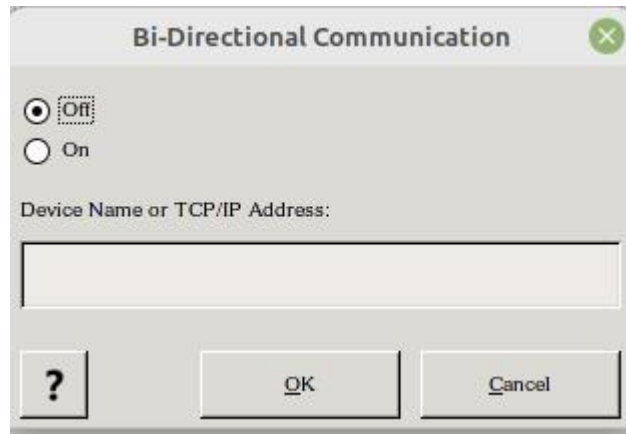 Bi-Directional Communication
Off
On
Device Name or TCP/IP Address:
?
OK
Cancel